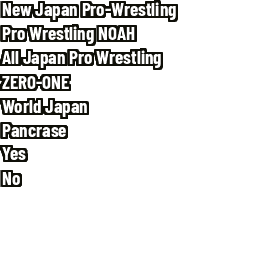 New Japan Pro-Wrestling
Pro Wrestling NOAH
All Japan Pro Wrestling
ZERO-ONE
World Japan
Pancrase
Yes
No